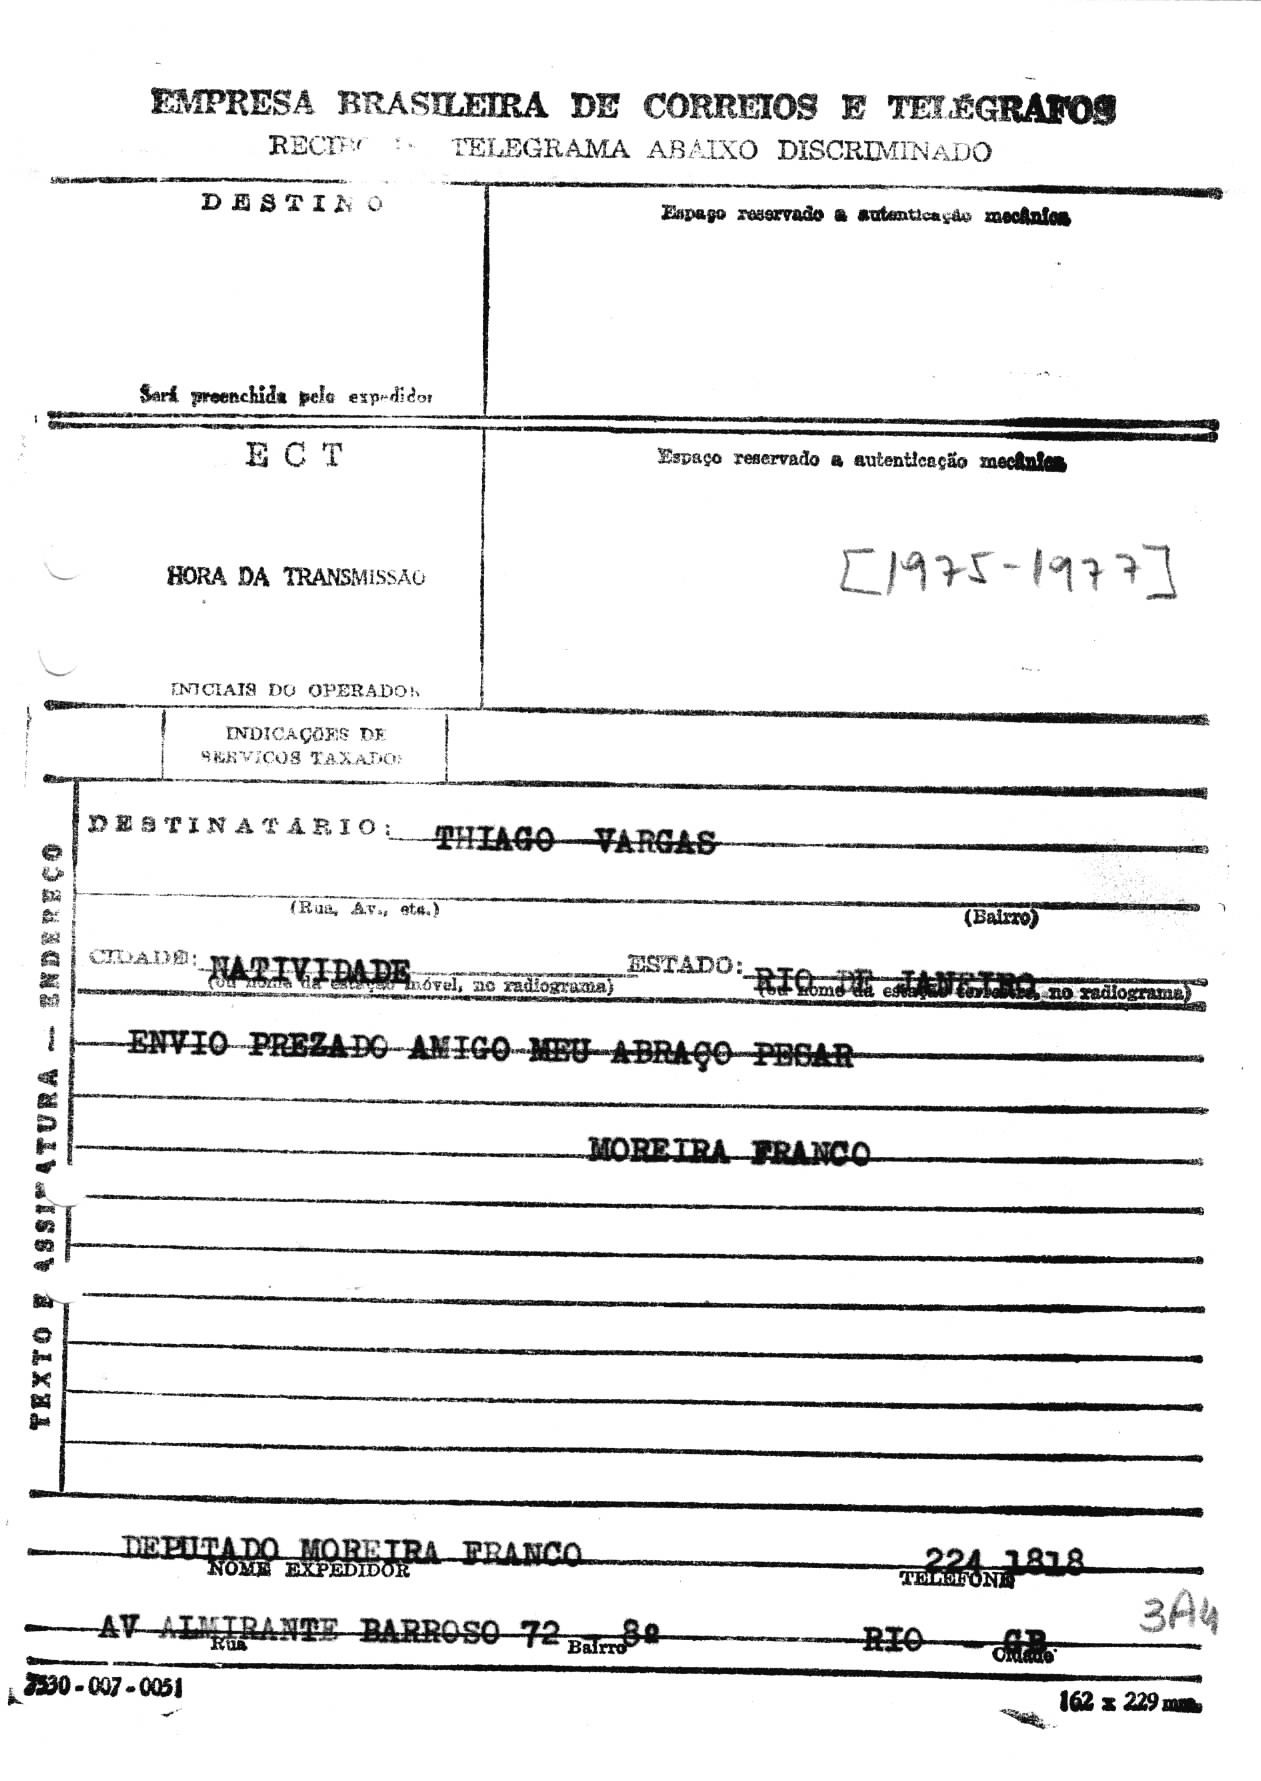 EMPRESA BRASILEIRA DE CORREIOS E TELÉGRAFOS
TELEGRAMA ABAIXO DISCRIMINADO
DESTINO
Espaço reservado a autenticação mecânica
Será preenchida pelo expedidor
ECT
Espaço reservado a autenticação mecânica
[1975-1977]
HORA DA TRANSMISSÃO
INICIAIS DO OPERADOR
INDICAÇÕES DE
SERVICOS TAXADOS
TEXTO E ASSINATURA - ENDEREÇO
DESTINATARIO: THIAGO VARGAS
(Rua, Av., etc.) (Bairro)
CIDADE: NATIVIDADE ESTADO: RIO DE JANEIRO
(ou nome da estação móvel, no radiograma) (ou nome da estação terrestre, no radiograma)
ENVIO PREZADO AMIGO MEU ABRAÇO PESAR
MOREIRA FRANCO
DEPUTADO MOREIRA FRANCO 224 1818
NOME EXPEDIDOR TELEFONE
AV ALMIRANTE BARROSO 72 - 8º RIO - GB
Rua Bairro Cidade
3A4
7530-007-0051 162 x 229 mm.